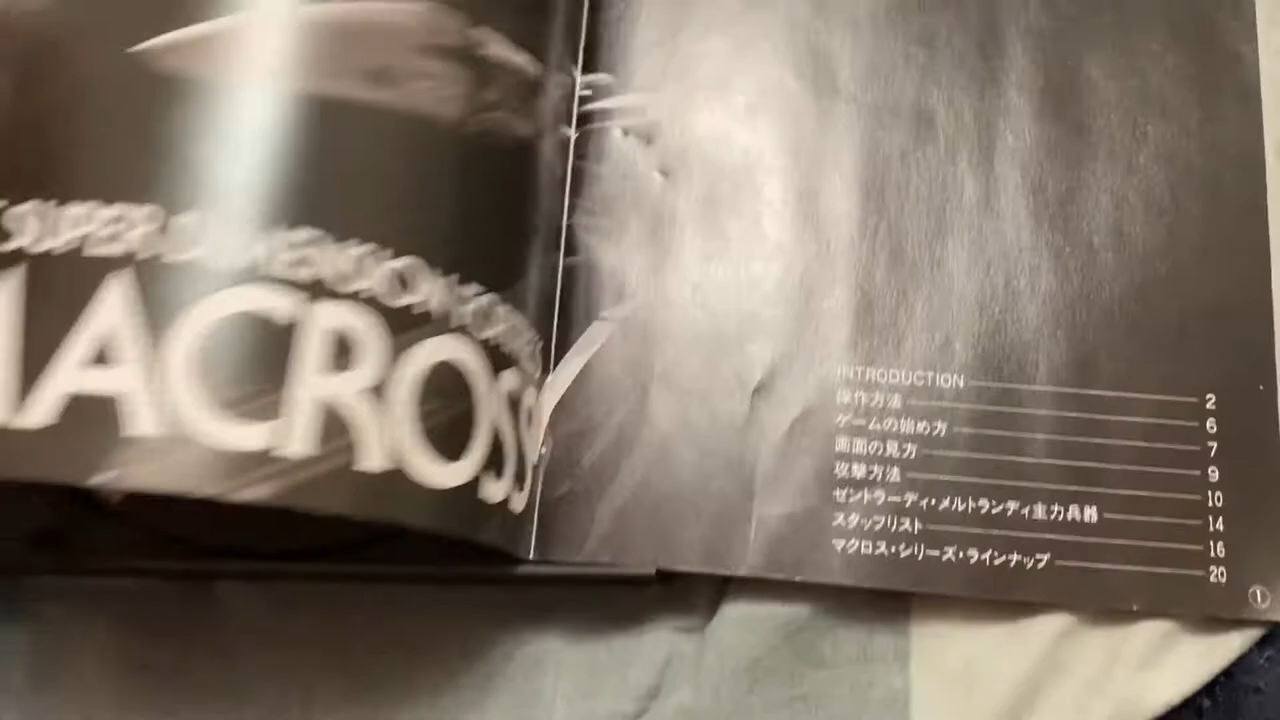 SUPER
MACROSS
INTRODUCTION 2
操作方法 6
ゲームの始め方 7
画面の見方 9
攻撃方法 10
ゼントラーディ・メルトランディ主力兵器 14
スタッフリスト 16
マクロス・シリーズ・ラインナップ 20
1